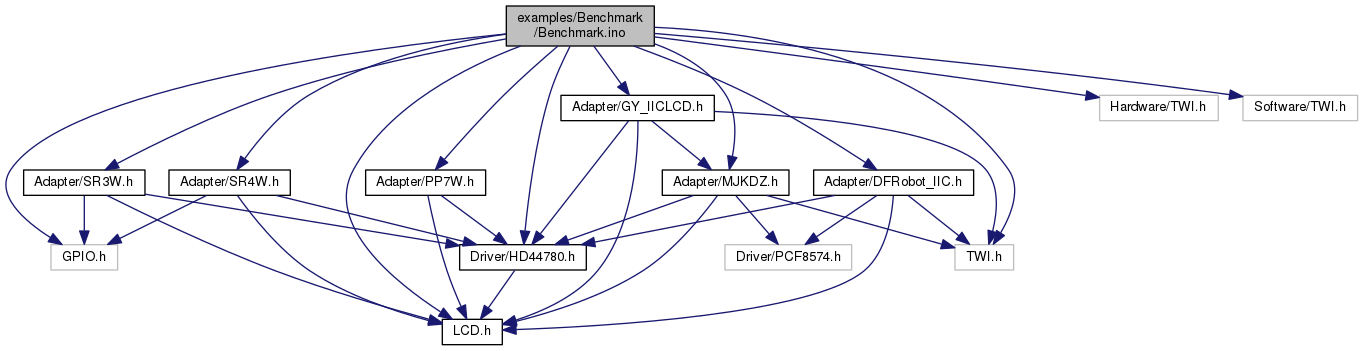 examples/Benchmark
/Benchmark.ino
Adapter/GY_IICLCD.h
Hardware/TWI.h
Software/TWI.h
Adapter/SR3W.h
Adapter/SR4W.h
Adapter/PP7W.h
Adapter/MJKDZ.h
Adapter/DFRobot_IIC.h
GPIO.h
Driver/HD44780.h
Driver/PCF8574.h
TWI.h
LCD.h